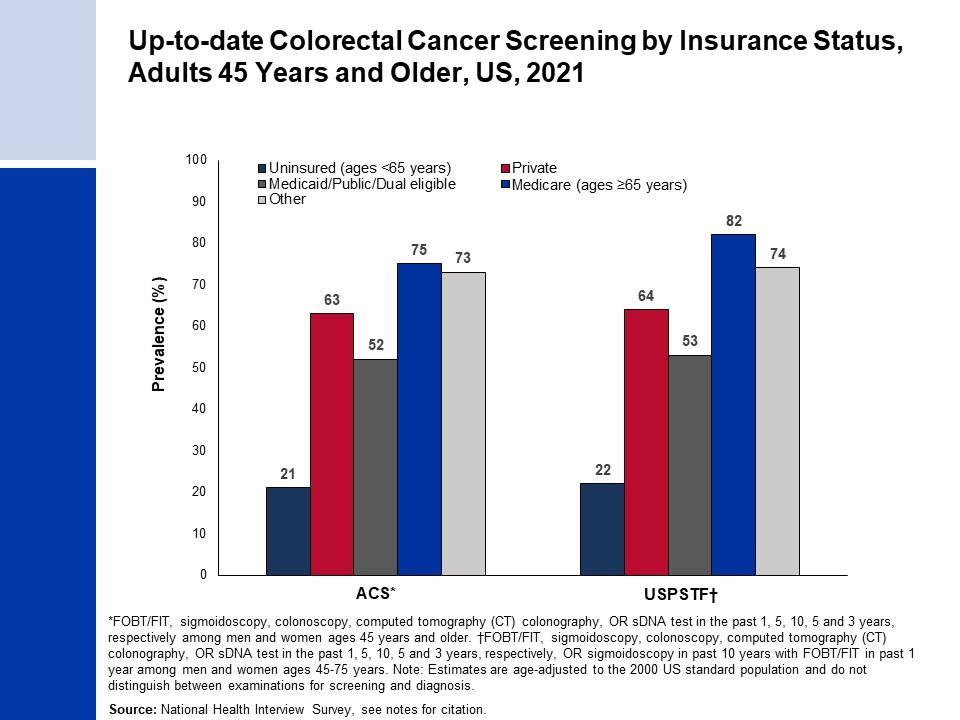 Up-to-date Colorectal Cancer Screening by Insurance Status,
Adults 45 Years and Older, US, 2021
Uninsured (ages <65 years)
Private
Medicaid/Public/Dual eligible
Medicare (ages ≥65 years)
Other
Prevalence (%)
100
90
80
70
60
50
40
30
20
10
0
21
63
52
75
73
22
64
53
82
74
ACS*
USPSTF†
*FOBT/FIT, sigmoidoscopy, colonoscopy, computed tomography (CT) colonography, OR sDNA test in the past 1, 5, 10, 5 and 3 years,
respectively among men and women ages 45 years and older. †FOBT/FIT, sigmoidoscopy, colonoscopy, computed tomography (CT)
colonography, OR sDNA test in the past 1, 5, 10, 5 and 3 years, respectively, OR sigmoidoscopy in past 10 years with FOBT/FIT in past 1
year among men and women ages 45-75 years. Note: Estimates are age-adjusted to the 2000 US standard population and do not
distinguish between examinations for screening and diagnosis.
Source: National Health Interview Survey, see notes for citation.